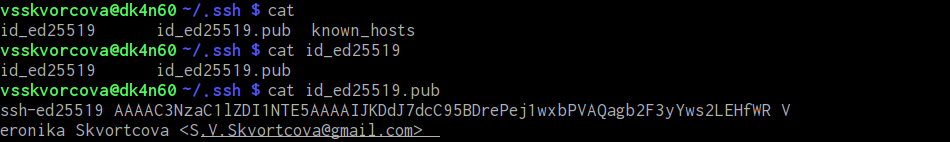 vsskvorcova@dk4n60 ~/.ssh $ cat
id_ed25519 id_ed25519.pub known_hosts
vsskvorcova@dk4n60 ~/.ssh $ cat id_ed25519
id_ed25519 id_ed25519.pub
vsskvorcova@dk4n60 ~/.ssh $ cat id_ed25519.pub
ssh-ed25519 AAAAC3NzaC1lZDI1NTE5AAAAIJKDdJ7dcC95BDrePej1wxbPVAQagb2F3yYws2LEHfWR V
eronika Skvortcova <S.V.Skvortcova@gmail.com>